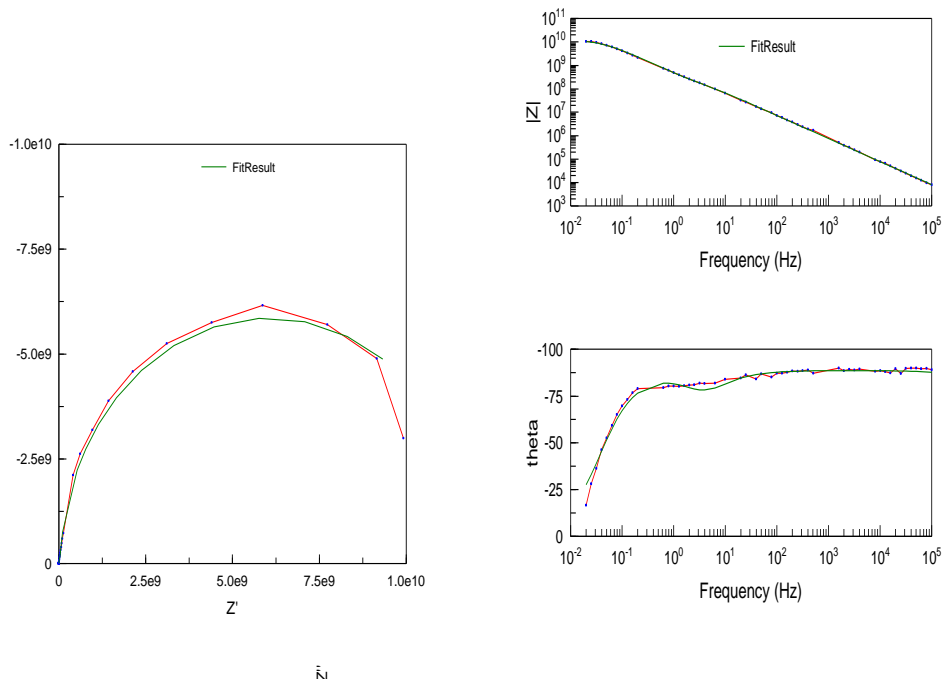 -1.0e10
FitResult
-7.5e9
-5.0e9
-2.5e9
0
0 2.5e9 5.0e9 7.5e9 1.0e10
Z'
Z''
10^11
10^10
10^9
10^8
10^7
10^6
10^5
10^4
10^3
|Z|
FitResult
10^-2 10^-1 10^0 10^1 10^2 10^3 10^4 10^5
Frequency (Hz)
-100
-75
-50
-25
0
theta
10^-2 10^-1 10^0 10^1 10^2 10^3 10^4 10^5
Frequency (Hz)